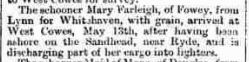 to West Cowes for survey.
The schooner Mary Farleigh, of Fowey, from
Lynn for Whitehaven, with grain, arrived at
West Cowes, May 13th, after having been
ashore on the Sandhead, near Ryde, and is
discharging part of her cargo into lighters.